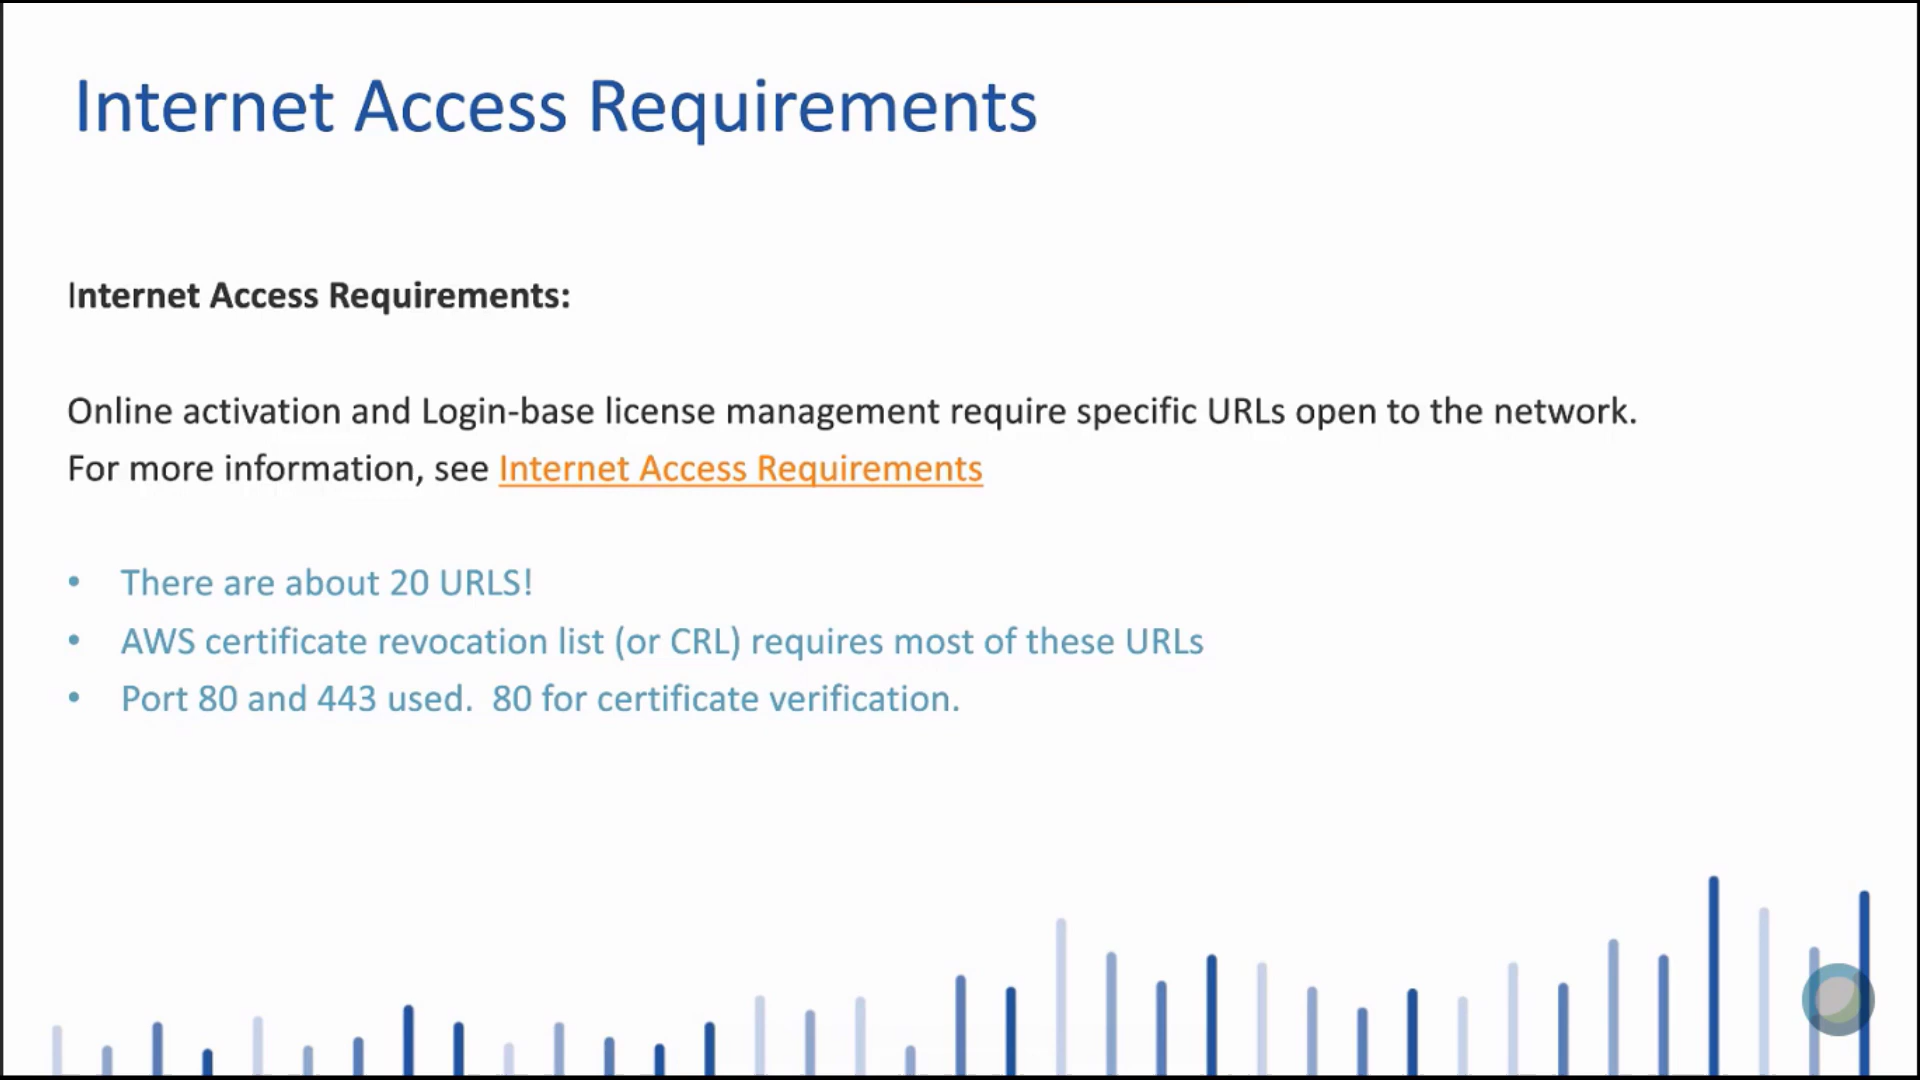 Internet Access Requirements
Internet Access Requirements:
Online activation and Login-base license management require specific URLs open to the network.
For more information, see Internet Access Requirements
• There are about 20 URLS!
• AWS certificate revocation list (or CRL) requires most of these URLs
• Port 80 and 443 used.  80 for certificate verification.